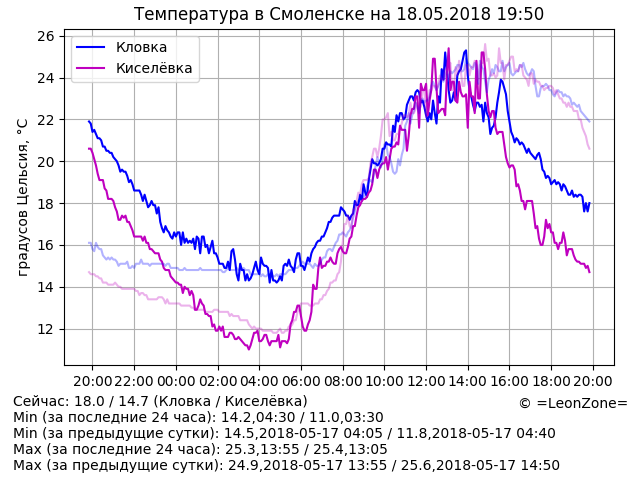 Температура в Смоленске на 18.05.2018 19:50
Кловка
Киселёвка
градусов Цельсия, °C
26
24
22
20
18
16
14
12
20:00 22:00 00:00 02:00 04:00 06:00 08:00 10:00 12:00 14:00 16:00 18:00 20:00
Сейчас: 18.0 / 14.7 (Кловка / Киселёвка)
© =LeonZone=
Min (за последние 24 часа): 14.2,04:30 / 11.0,03:30
Min (за предыдущие сутки): 14.5,2018-05-17 04:05 / 11.8,2018-05-17 04:40
Max (за последние 24 часа): 25.3,13:55 / 25.4,13:05
Max (за предыдущие сутки): 24.9,2018-05-17 13:55 / 25.6,2018-05-17 14:50